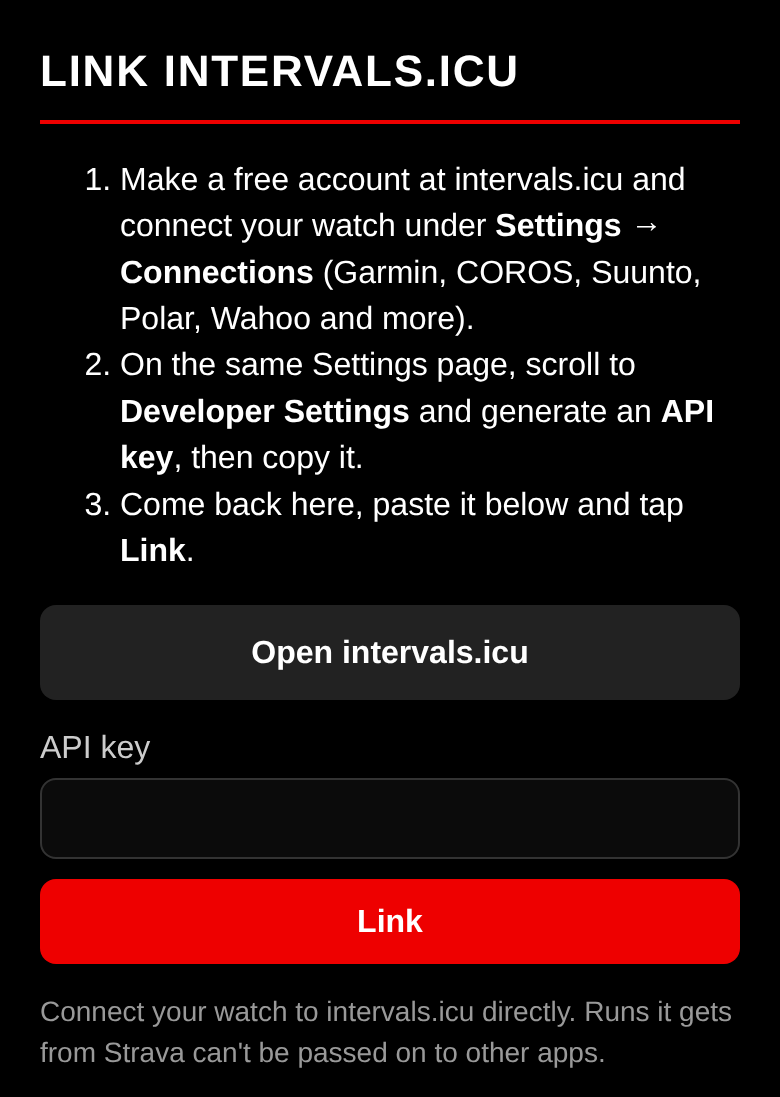 LINK INTERVALS.ICU
1. Make a free account at intervals.icu and
connect your watch under Settings →
Connections (Garmin, COROS, Suunto,
Polar, Wahoo and more).
2. On the same Settings page, scroll to
Developer Settings and generate an API
key, then copy it.
3. Come back here, paste it below and tap
Link.
Open intervals.icu
API key
Link
Connect your watch to intervals.icu directly. Runs it gets
from Strava can't be passed on to other apps.